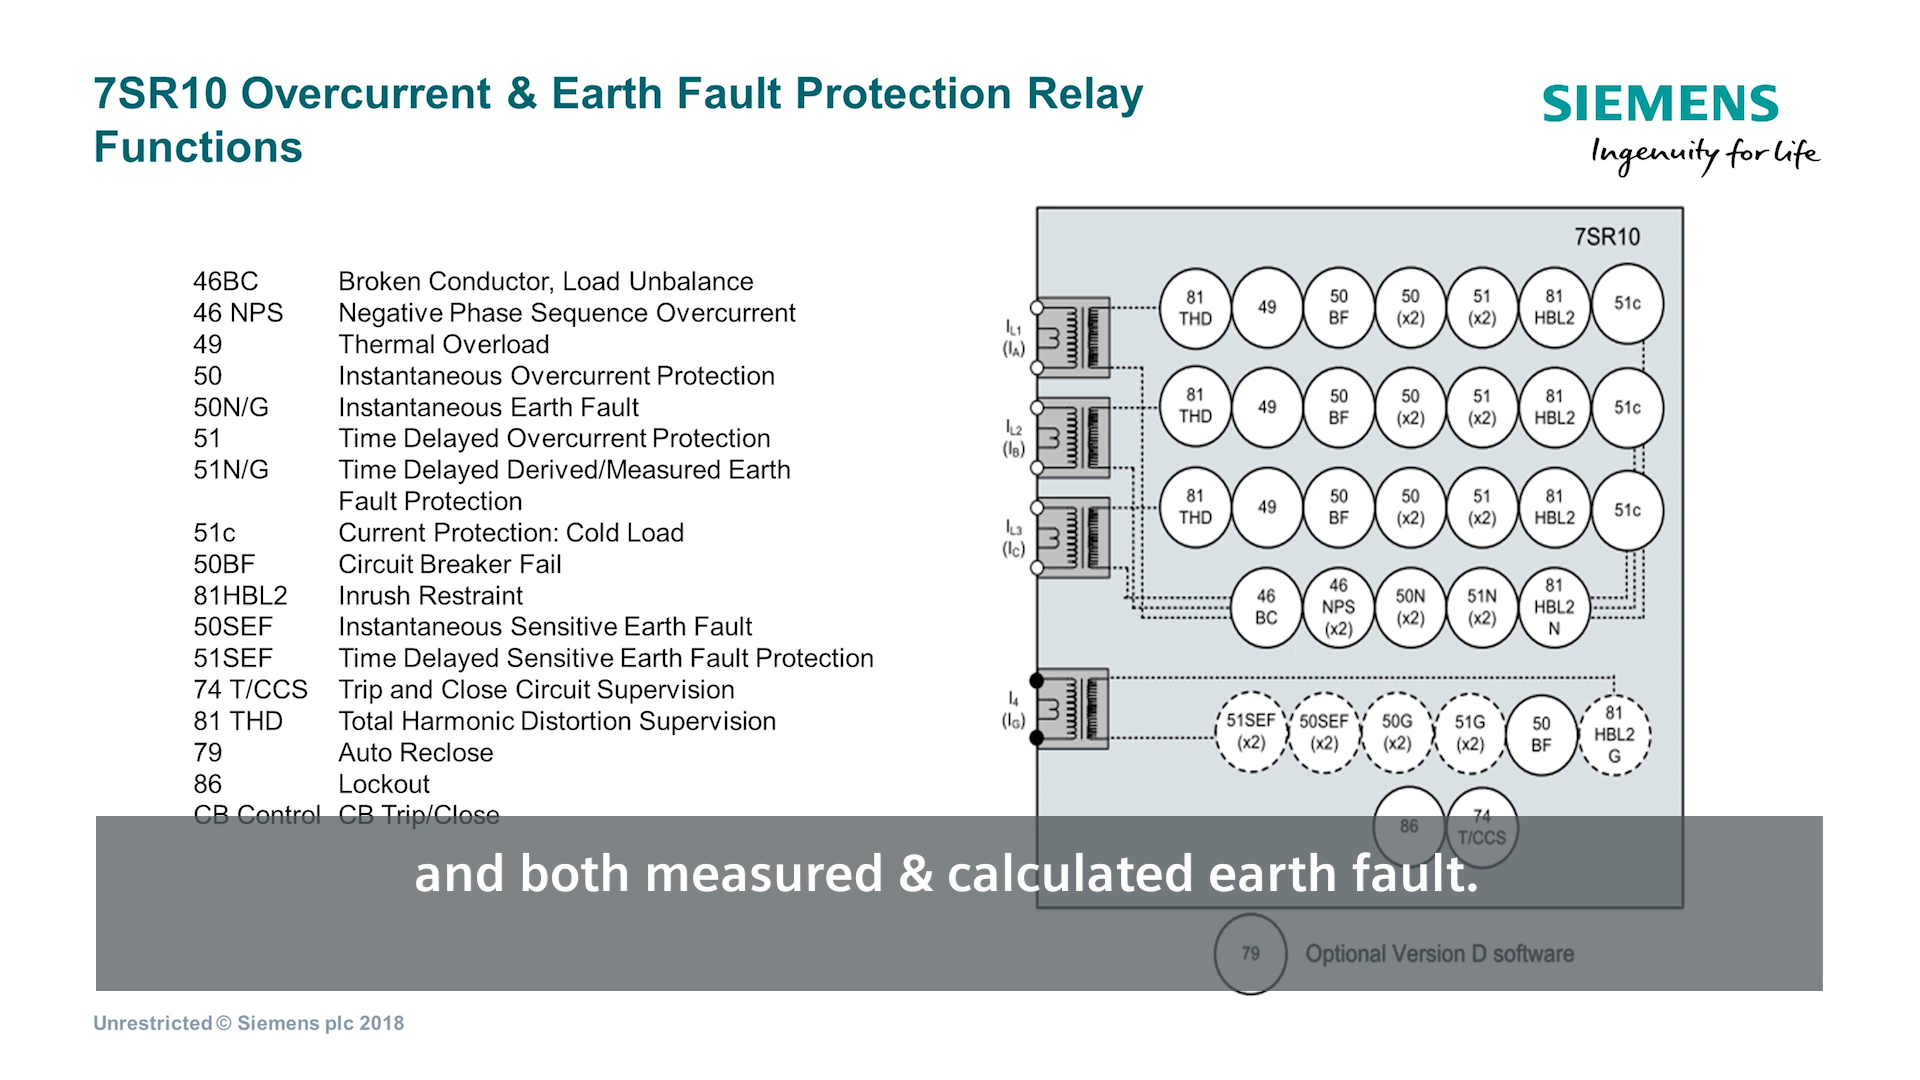 7SR10 Overcurrent & Earth Fault Protection Relay
Functions
SIEMENS
Ingenuity for life
46BC Broken Conductor, Load Unbalance
46 NPS Negative Phase Sequence Overcurrent
49 Thermal Overload
50 Instantaneous Overcurrent Protection
50N/G Instantaneous Earth Fault
51 Time Delayed Overcurrent Protection
51N/G Time Delayed Derived/Measured Earth
Fault Protection
51c Current Protection: Cold Load
50BF Circuit Breaker Fail
81HBL2 Inrush Restraint
50SEF Instantaneous Sensitive Earth Fault
51SEF Time Delayed Sensitive Earth Fault Protection
74 T/CCS Trip and Close Circuit Supervision
81 THD Total Harmonic Distortion Supervision
79 Auto Reclose
86 Lockout
CB Control CB Trip/Close
7SR10
IL1
(IA)
81
THD
49
50
BF
50
(x2)
51
(x2)
81
HBL2
51c
IL2
(IB)
81
THD
49
50
BF
50
(x2)
51
(x2)
81
HBL2
51c
IL3
(IC)
81
THD
49
50
BF
50
(x2)
51
(x2)
81
HBL2
51c
46
BC
46
NPS
(x2)
50N
(x2)
51N
(x2)
81
HBL2
N
I4
(IG)
51SEF
(x2)
50SEF
(x2)
50G
(x2)
51G
(x2)
50
BF
81
HBL2
G
86
74
T/CCS
and both measured & calculated earth fault.
79 Optional Version D software
Unrestricted © Siemens plc 2018